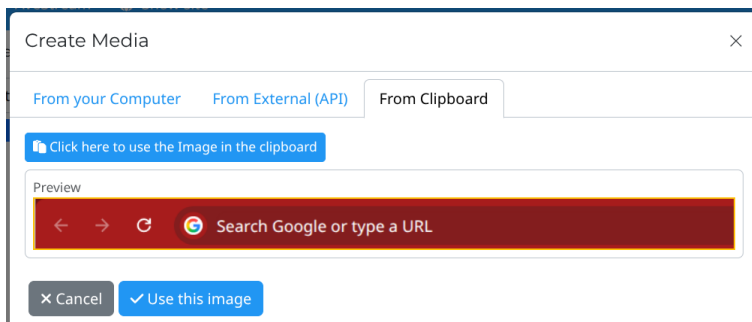 Create Media
From your Computer From External (API) From Clipboard
Click here to use the Image in the clipboard
Preview
Search Google or type a URL
Cancel Use this image